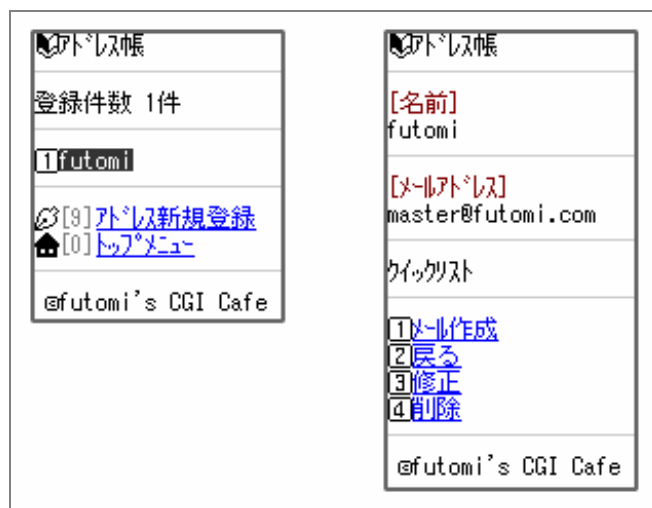 ｱﾄﾞﾚｽ帳
登録件数 1件
1futomi
[9]ｱﾄﾞﾚｽ新規登録
[0]ﾄｯﾌﾟﾒﾆｭｰ
©futomi's CGI Cafe
ｱﾄﾞﾚｽ帳
[名前]
futomi
[ﾒｰﾙｱﾄﾞﾚｽ]
master@futomi.com
ｸｲｯｸﾘｽﾄ
1ﾒｰﾙ作成
2戻る
3修正
4削除
©futomi's CGI Cafe